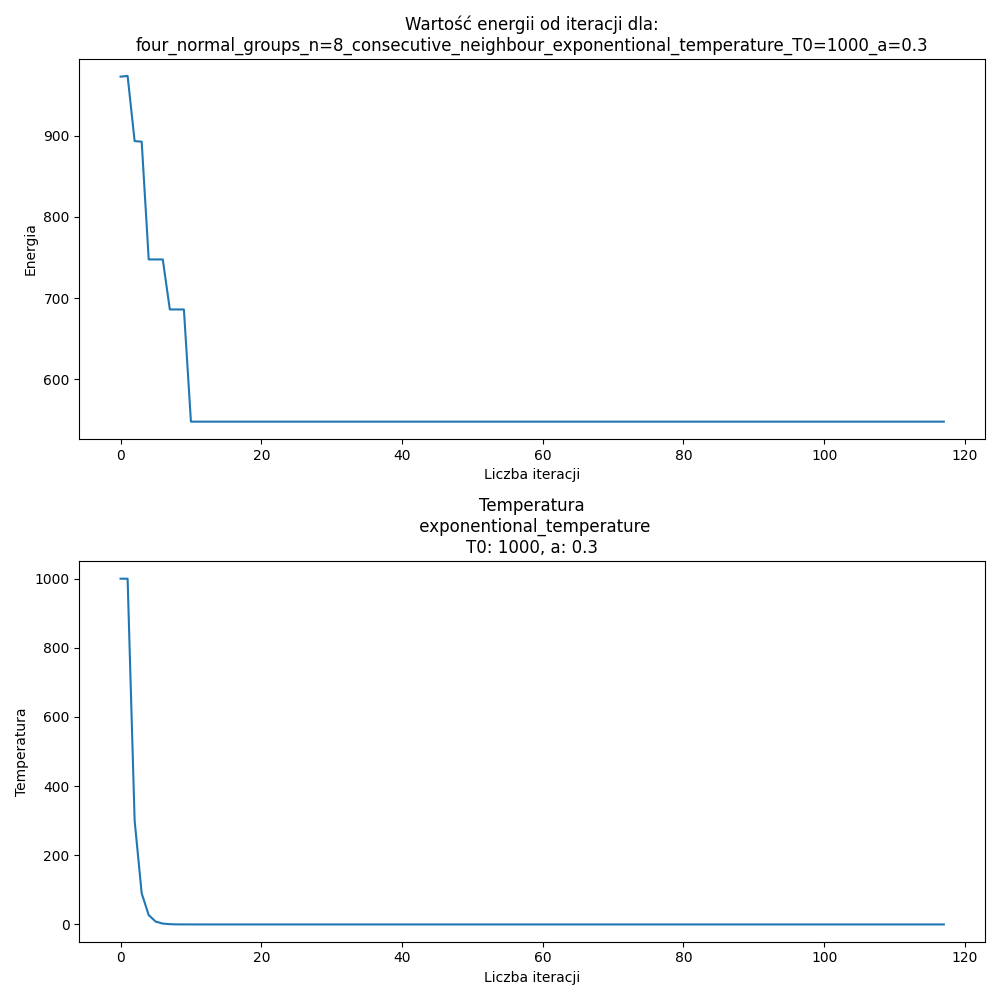 Wartość energii od iteracji dla:
four_normal_groups_n=8_consecutive_neighbour_exponentional_temperature_T0=1000_a=0.3
900
800
700
600
Energia
0 20 40 60 80 100 120
Liczba iteracji
Temperatura
exponentional_temperature
T0: 1000, a: 0.3
1000
800
600
400
200
0
Temperatura
0 20 40 60 80 100 120
Liczba iteracji